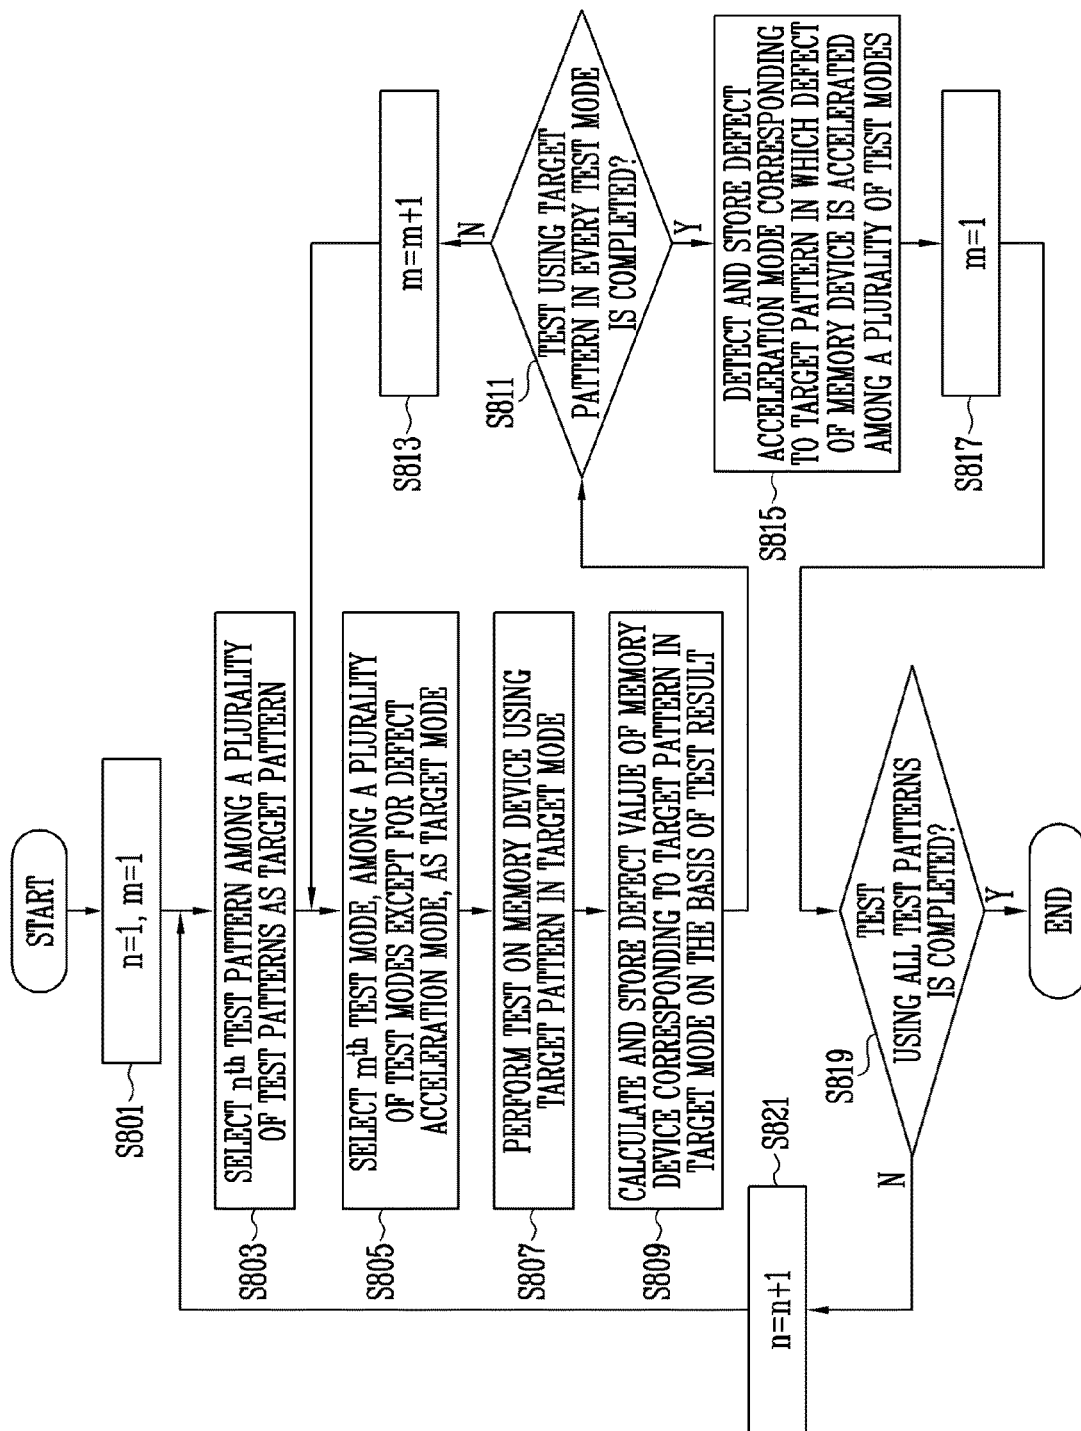 START
n=1, m=1
S801
SELECT nth TEST PATTERN AMONG A PLURALITY
OF TEST PATTERNS AS TARGET PATTERN
S803
SELECT mth TEST MODE, AMONG A PLURALITY
OF TEST MODES EXCEPT FOR DEFECT
ACCELERATION MODE, AS TARGET MODE
S805
PERFORM TEST ON MEMORY DEVICE USING
TARGET PATTERN IN TARGET MODE
S807
CALCULATE AND STORE DEFECT VALUE OF MEMORY
DEVICE CORRESPONDING TO TARGET PATTERN IN
TARGET MODE ON THE BASIS OF TEST RESULT
S809
TEST USING TARGET
PATTERN IN EVERY TEST MODE
IS COMPLETED?
S811
N
Y
m=m+1
S813
DETECT AND STORE DEFECT
ACCELERATION MODE CORRESPONDING
TO TARGET PATTERN IN WHICH DEFECT
OF MEMORY DEVICE IS ACCELERATED
AMONG A PLURALITY OF TEST MODES
S815
m=1
S817
TEST
USING ALL TEST PATTERNS
IS COMPLETED?
S819
N
Y
n=n+1
S821
END